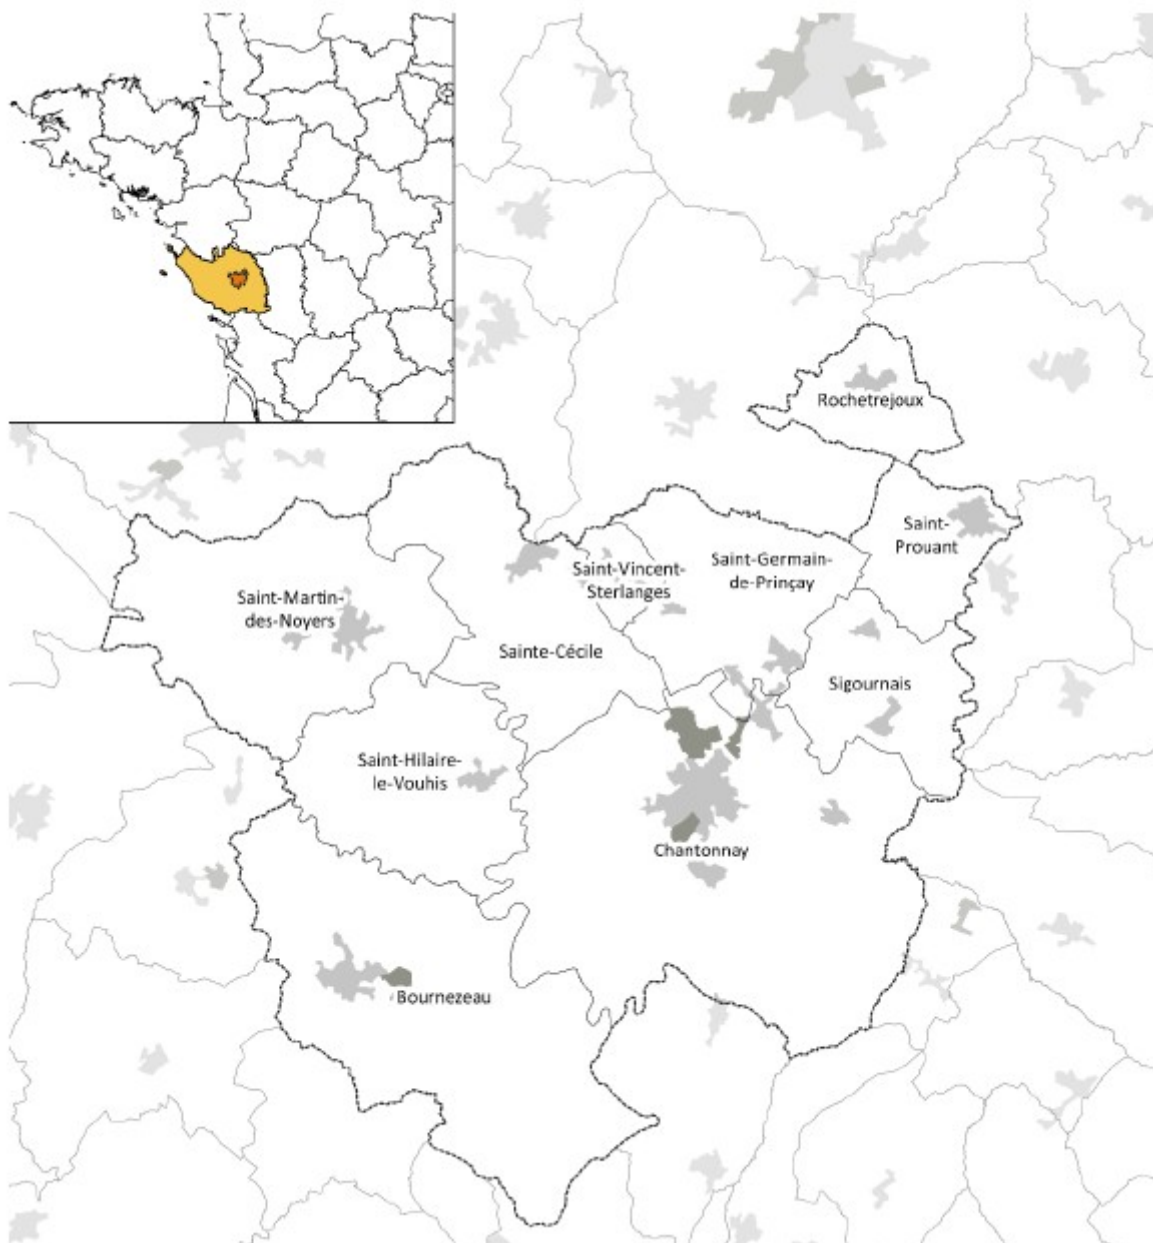 Rochetrejoux
Saint-
Prouant
Saint-Germain-
de-Prinçay
Saint-Vincent-
Sterlanges
Saint-Martin-
des-Noyers
Sainte-Cécile
Sigournais
Saint-Hilaire-
le-Vouhis
Chantonnay
Bournezeau